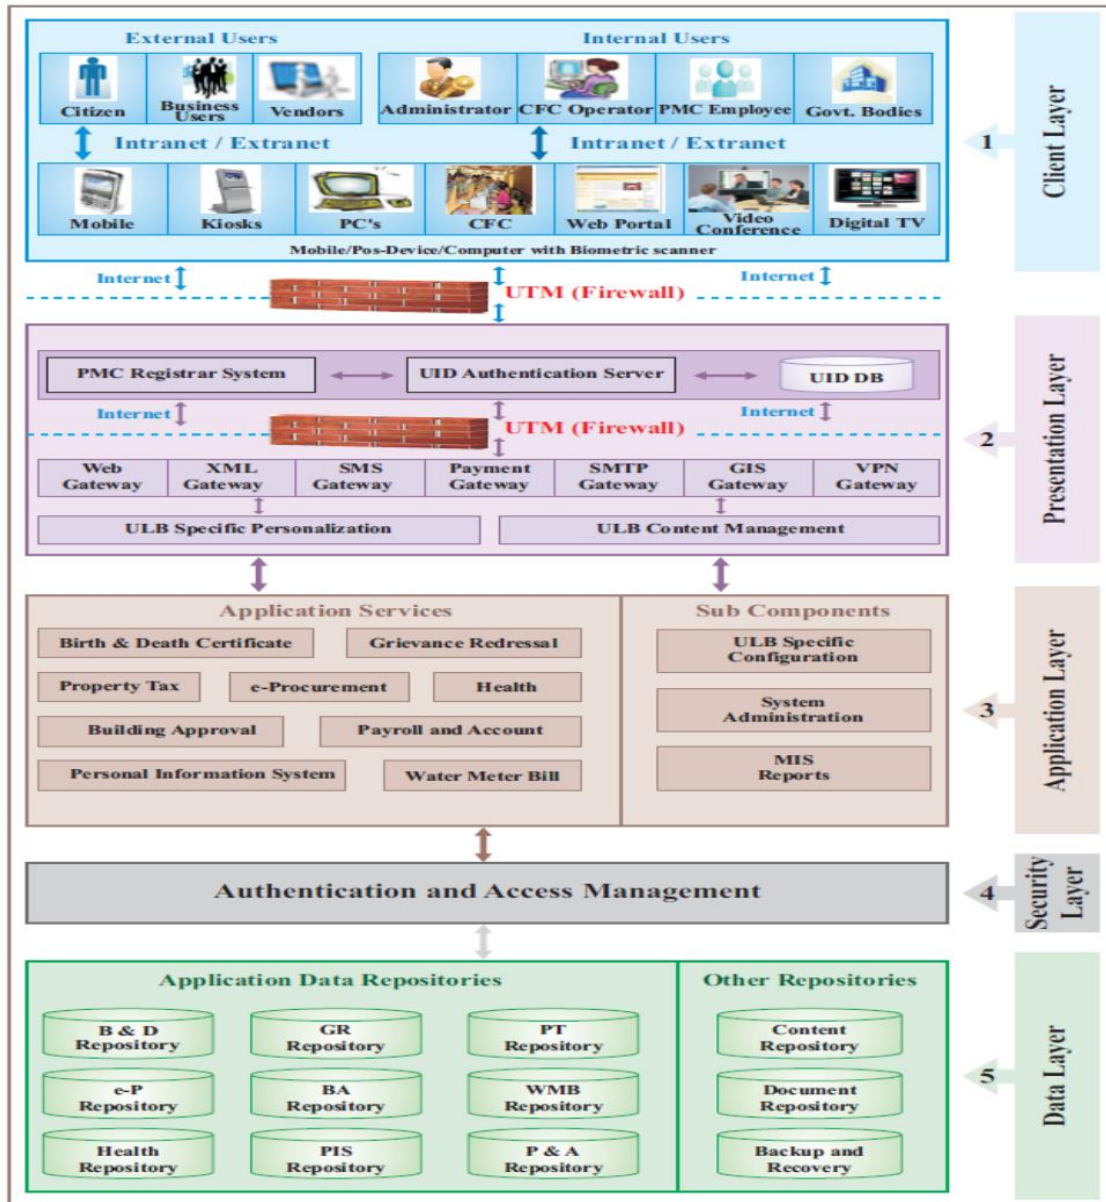 External Users
Internal Users
Citizen
Business
Users
Vendors
Administrator
CFC Operator
PMC Employee
Govt. Bodies
Intranet / Extranet
Intranet / Extranet
Mobile
Kiosks
PC's
CFC
Web Portal
Video
Conference
Digital TV
Mobile/Pos-Device/Computer with Biometric scanner
1
Client Layer
Internet
UTM (Firewall)
Internet
PMC Registrar System
UID Authentication Server
UID DB
Internet
UTM (Firewall)
Internet
Web
Gateway
XML
Gateway
SMS
Gateway
Payment
Gateway
SMTP
Gateway
GIS
Gateway
VPN
Gateway
ULB Specific Personalization
ULB Content Management
2
Presentation Layer
Application Services
Birth & Death Certificate
Grievance Redressal
Property Tax
e-Procurement
Health
Building Approval
Payroll and Account
Personal Information System
Water Meter Bill
Sub Components
ULB Specific
Configuration
System
Administration
MIS
Reports
3
Application Layer
Authentication and Access Management
4
Security
Layer
Application Data Repositories
B & D
Repository
GR
Repository
PT
Repository
e-P
Repository
BA
Repository
WMB
Repository
Health
Repository
PIS
Repository
P & A
Repository
Other Repositories
Content
Repository
Document
Repository
Backup and
Recovery
5
Data Layer